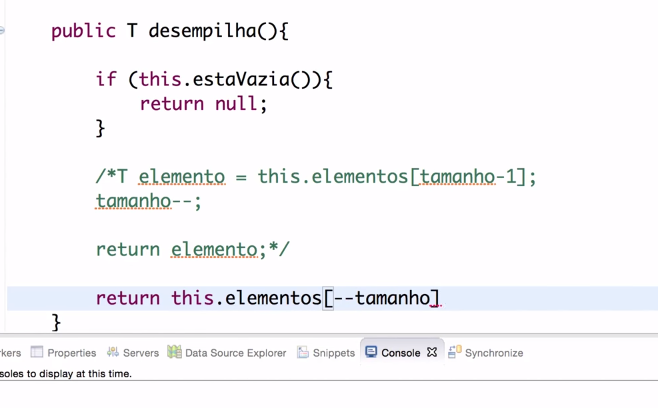 public T desempilha(){
if (this.estaVazia()){
return null;
}
/*T elemento = this.elementos[tamanho-1];
tamanho--;
return elemento;*/
return this.elementos[--tamanho]
}
rkers Properties Servers Data Source Explorer Snippets Console Synchronize
soles to display at this time.